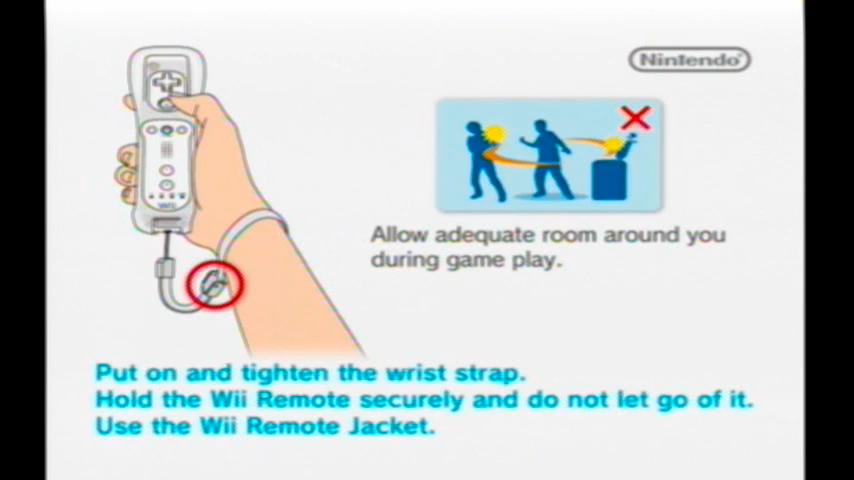 Nintendo
Allow adequate room around you
during game play.
Wii
Put on and tighten the wrist strap.
Hold the Wii Remote securely and do not let go of it.
Use the Wii Remote Jacket.